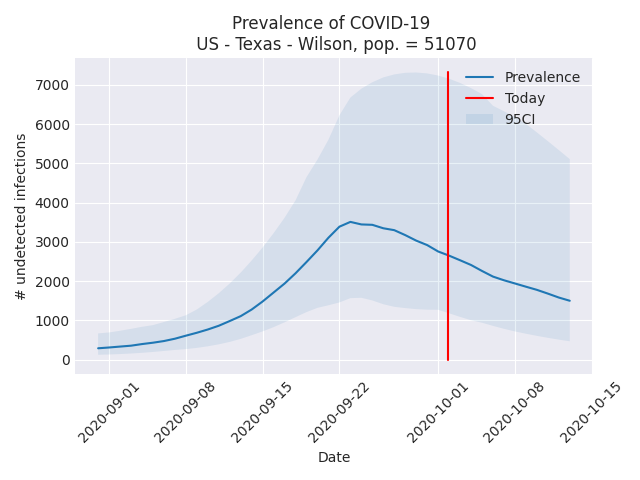 Prevalence of COVID-19
US - Texas - Wilson, pop. = 51070
Prevalence
Today
95CI
7000
6000
5000
4000
3000
2000
1000
0
# undetected infections
2020-09-01
2020-09-08
2020-09-15
2020-09-22
2020-10-01
2020-10-08
2020-10-15
Date